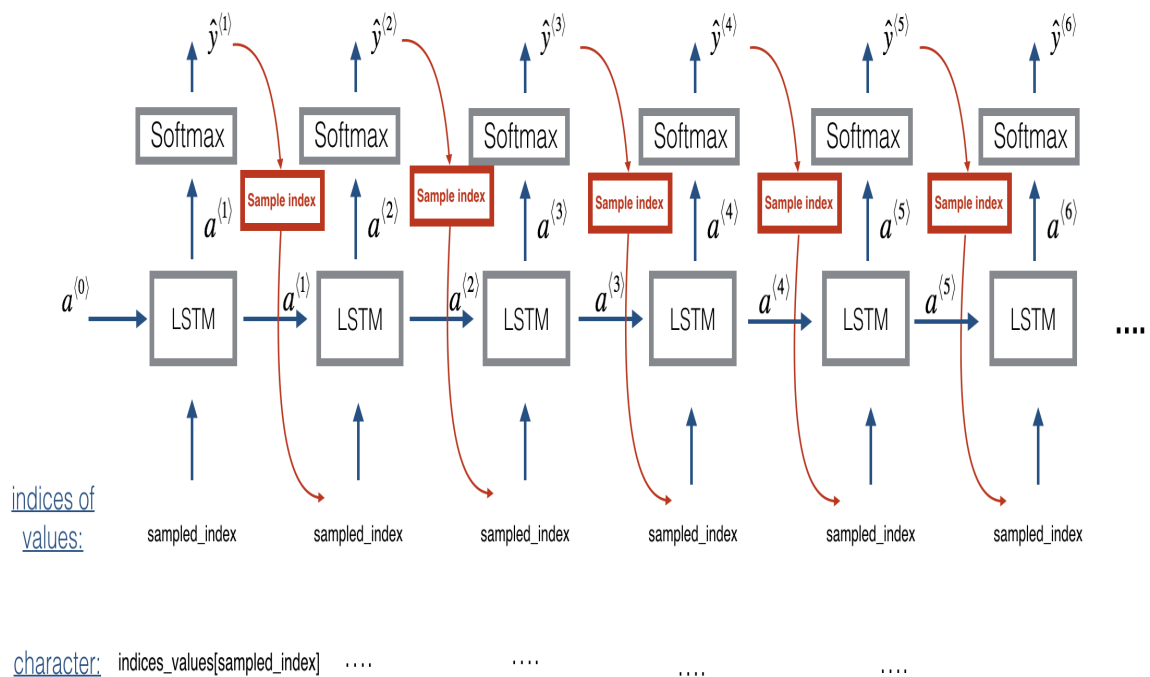 ŷ⟨1⟩ ŷ⟨2⟩ ŷ⟨3⟩ ŷ⟨4⟩ ŷ⟨5⟩ ŷ⟨6⟩
Softmax Softmax Softmax Softmax Softmax Softmax
Sample index Sample index Sample index Sample index Sample index
a⟨1⟩ a⟨2⟩ a⟨3⟩ a⟨4⟩ a⟨5⟩ a⟨6⟩
a⟨0⟩ a⟨1⟩ a⟨2⟩ a⟨3⟩ a⟨4⟩ a⟨5⟩
LSTM LSTM LSTM LSTM LSTM LSTM ....
indices of
values: sampled_index sampled_index sampled_index sampled_index sampled_index sampled_index
character: indices_values[sampled_index] .... .... .... ....